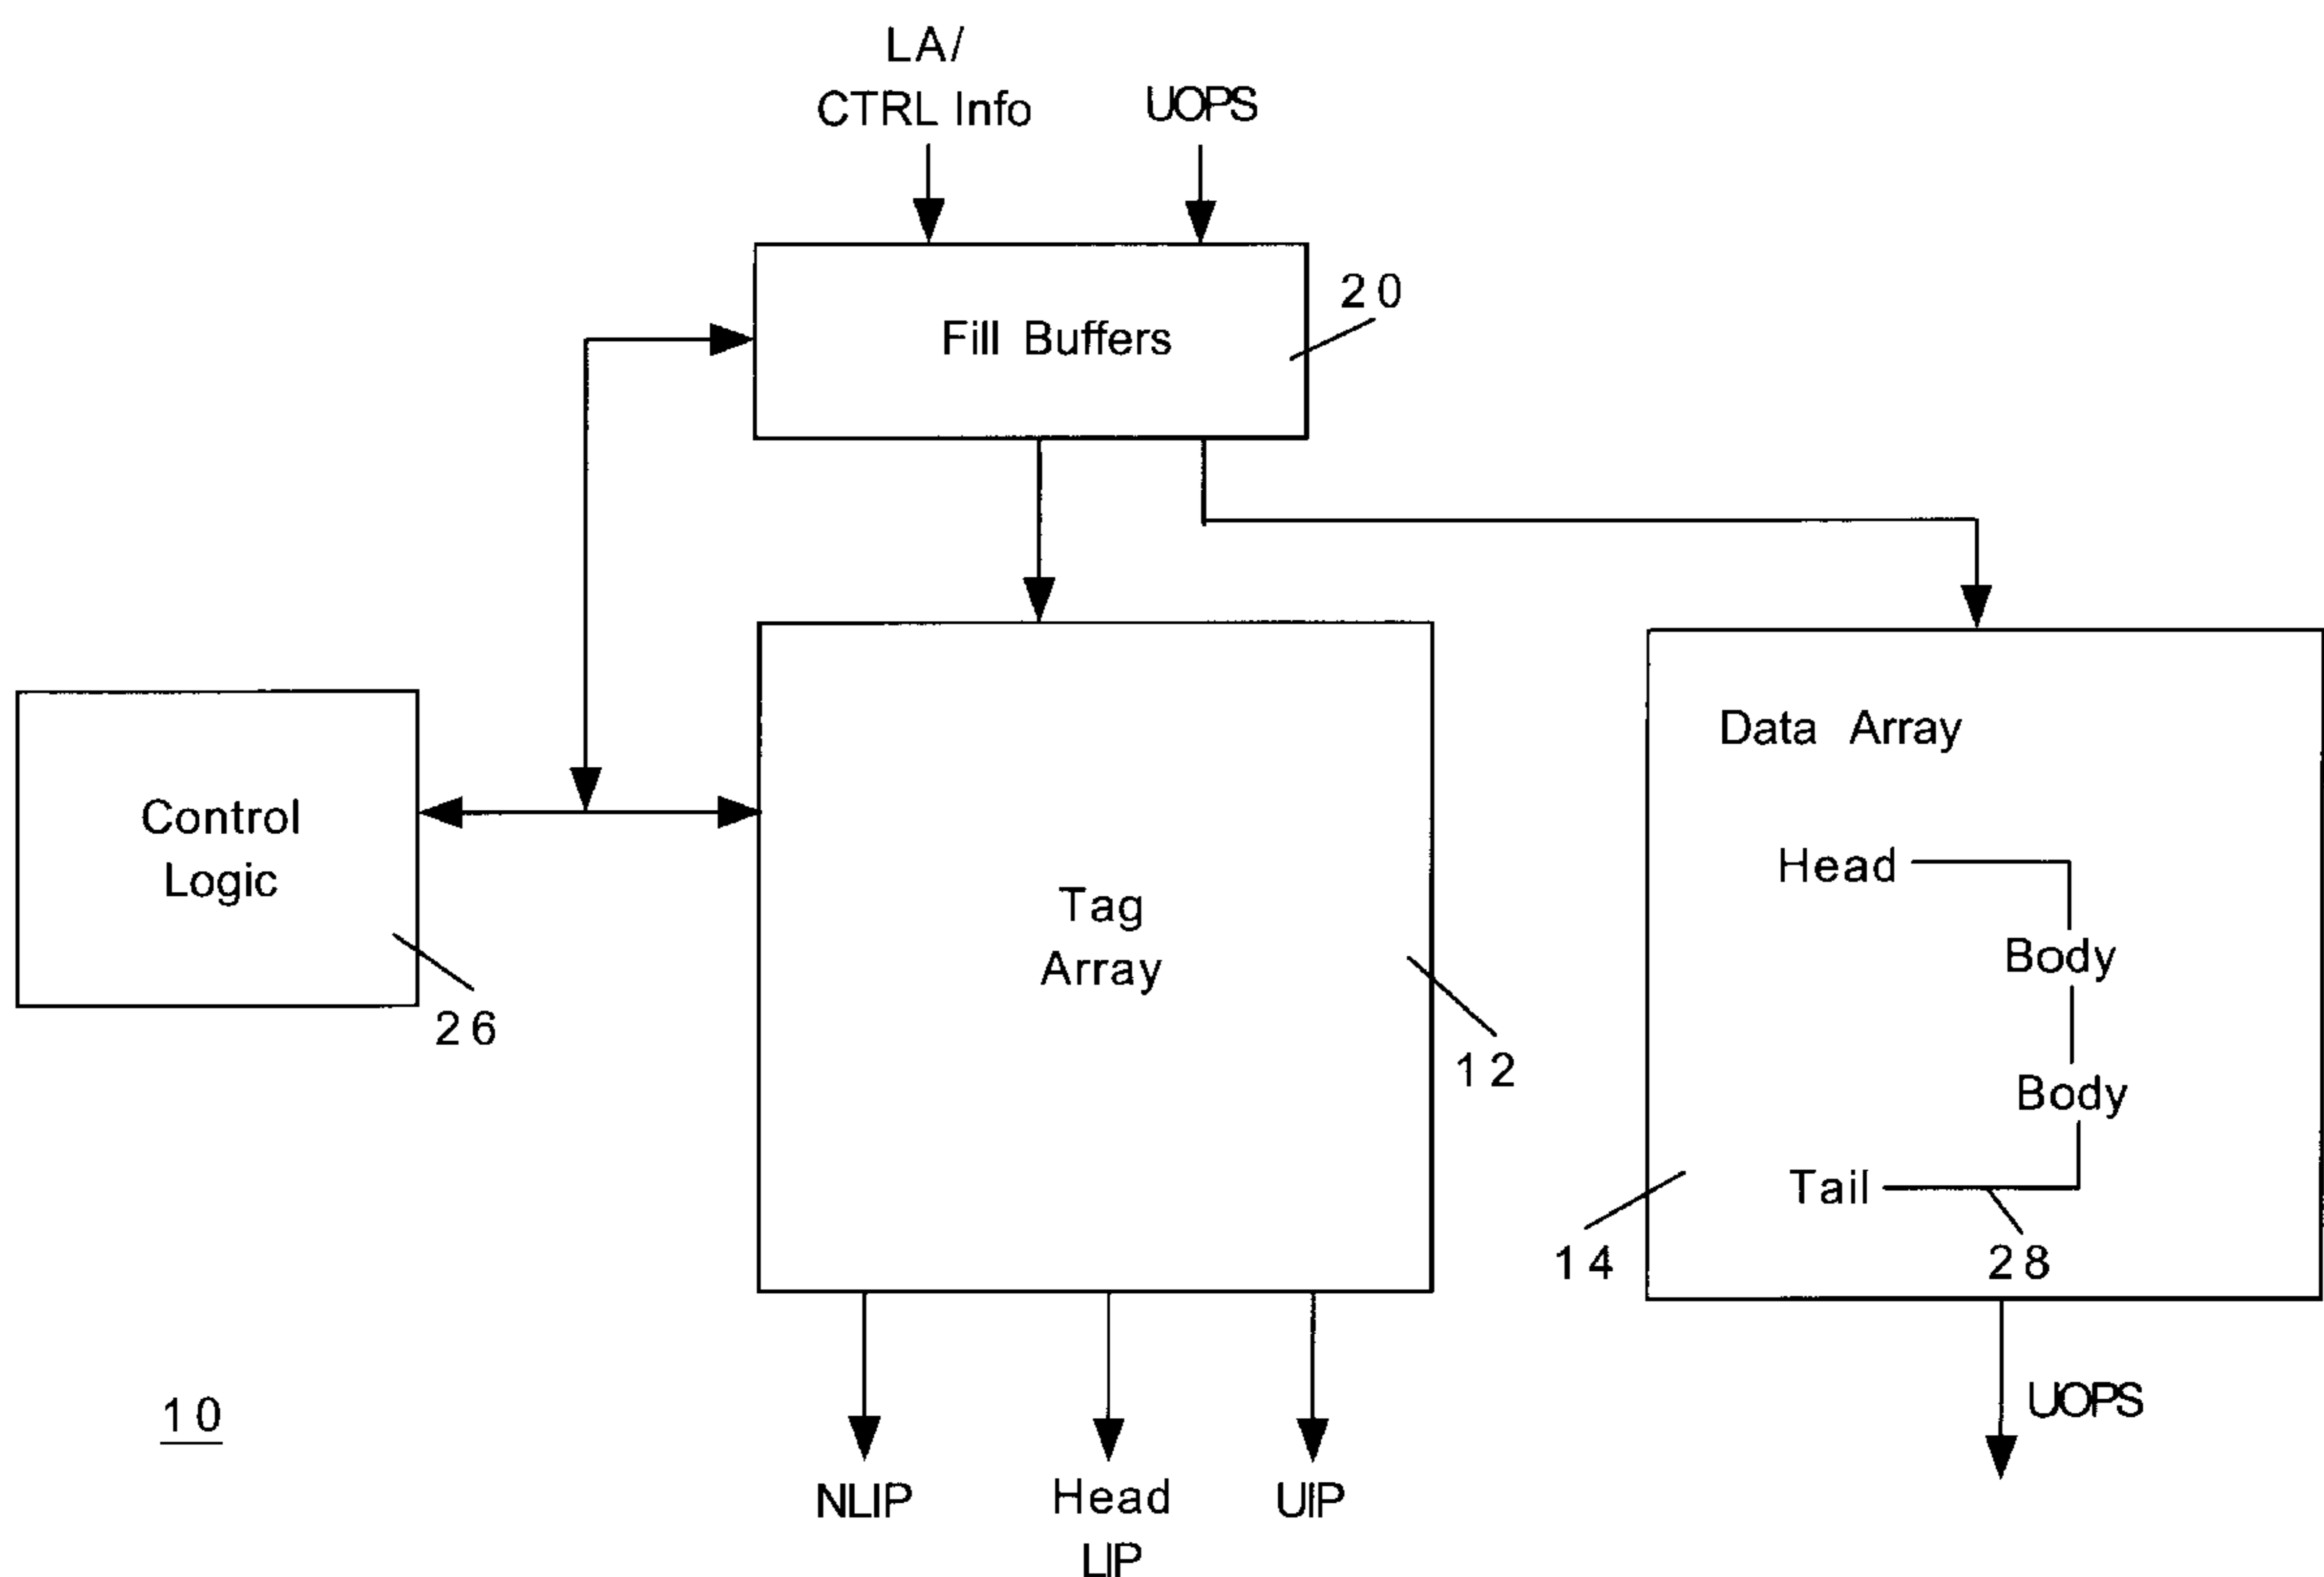 LA/
CTRL Info
UOPS
20
Fill Buffers
Data Array
Control
Logic
Head
Tag
Array
Body
26
12
Body
Tail
14
28
10
UOPS
NLIP
Head
LIP
UIP